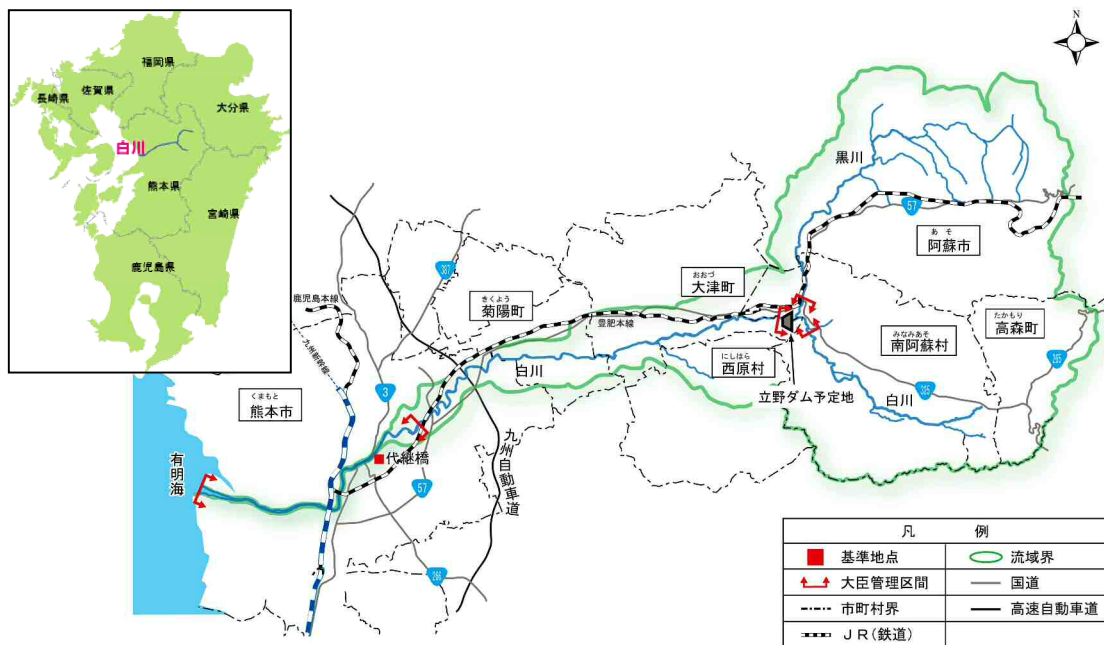 福岡県
佐賀県
長崎県
大分県
白川
熊本県
宮崎県
鹿児島県
N
黒川
57
あそ
阿蘇市
387
おおづ
大津町
きくよう
菊陽町
鹿児島本線
豊肥本線
たかもり
高森町
みなみあそ
南阿蘇村
265
九州新幹線
にしはら
西原村
白川
立野ダム予定地
325
白川
3
くまもと
熊本市
九州自動車道
代継橋
有明海
57
266
凡例
基準地点
流域界
大臣管理区間
国道
市町村界
高速自動車道
JR(鉄道)